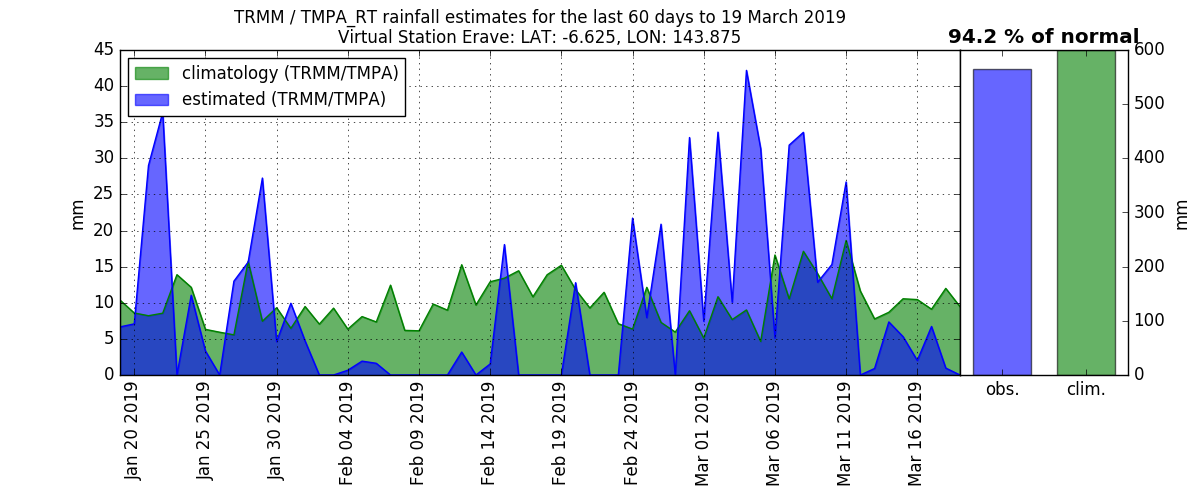 TRMM / TMPA_RT rainfall estimates for the last 60 days to 19 March 2019
Virtual Station Erave: LAT: -6.625, LON: 143.875
94.2 % of normal
climatology (TRMM/TMPA)
estimated (TRMM/TMPA)
mm
45
40
35
30
25
20
15
10
5
0
Jan 20 2019
Jan 25 2019
Jan 30 2019
Feb 04 2019
Feb 09 2019
Feb 14 2019
Feb 19 2019
Feb 24 2019
Mar 01 2019
Mar 06 2019
Mar 11 2019
Mar 16 2019
obs.
clim.
600
500
400
300
200
100
0
mm